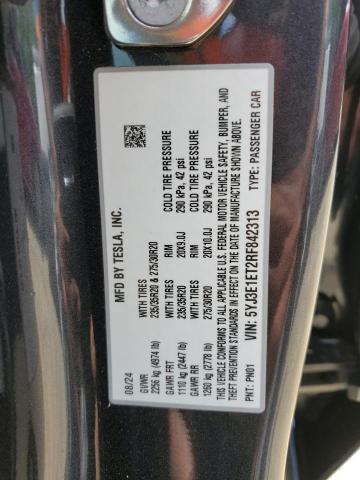 MFD BY TESLA, INC.
08/24
GVWR WITH TIRES COLD TIRE PRESSURE
2256 kg (4974 lb) 235/35R20 & 275/30R20 290 kPa, 42 psi
GAWR FRT WITH TIRES RIM COLD TIRE PRESSURE
1110 kg (2447 lb) 235/35R20 20X9.0J 290 kPa, 42 psi
GAWR RR WITH TIRES RIM COLD TIRE PRESSURE
1260 kg (2778 lb) 275/30R20 20X10.0J 290 kPa, 42 psi
THIS VEHICLE CONFORMS TO ALL APPLICABLE U.S. FEDERAL MOTOR VEHICLE SAFETY, BUMPER, AND
THEFT PREVENTION STANDARDS IN EFFECT ON THE DATE OF MANUFACTURE SHOWN ABOVE.
VIN: 5YJ3E1ET2RF842313
PNT: PN01 TYPE: PASSENGER CAR